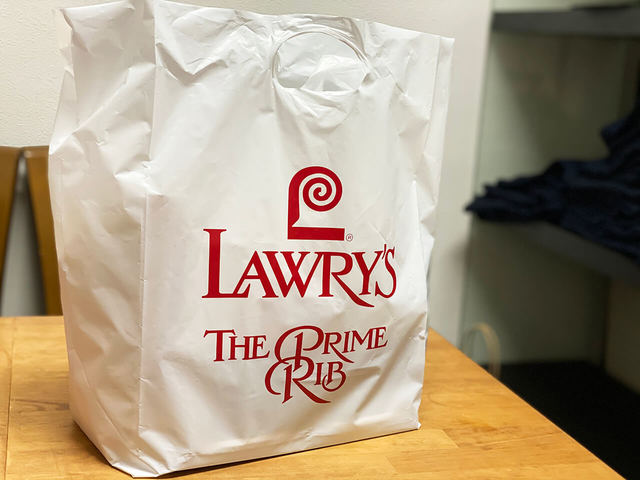 ®
LAWRY'S
THE PRIME
RIB